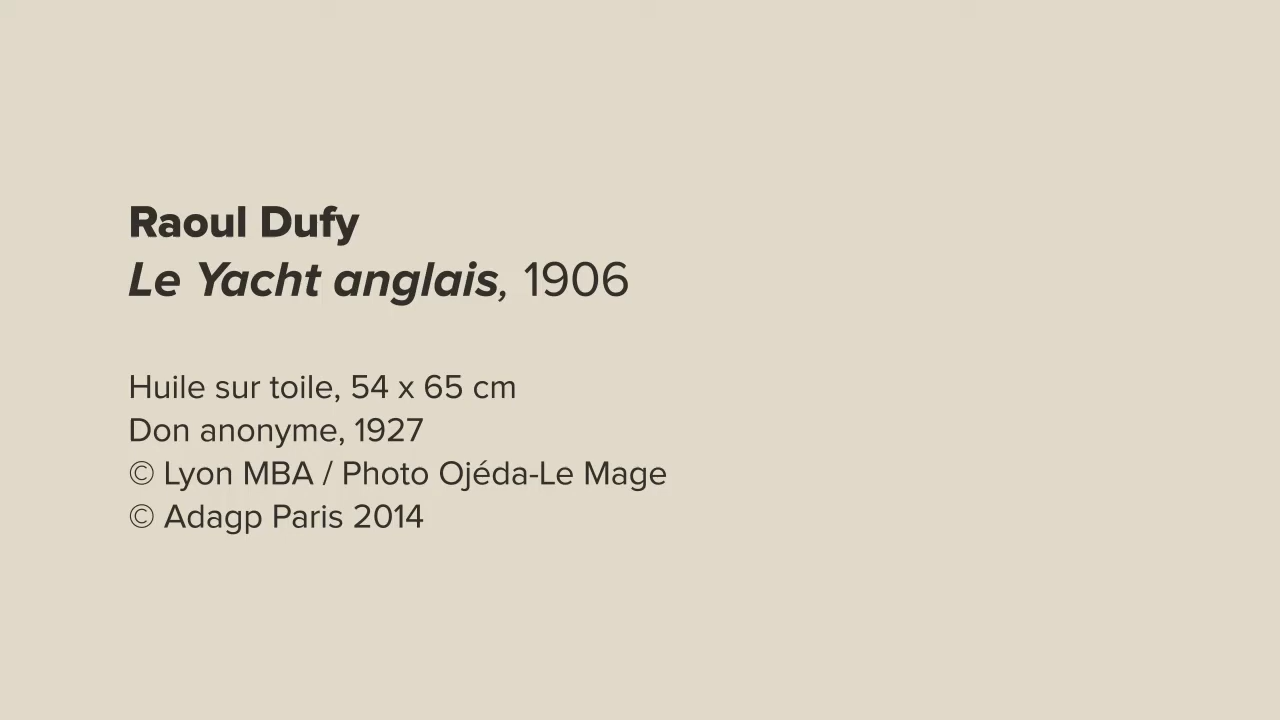 Raoul Dufy
Le Yacht anglais, 1906
Huile sur toile, 54 x 65 cm
Don anonyme, 1927
© Lyon MBA / Photo Ojéda-Le Mage
© Adagp Paris 2014